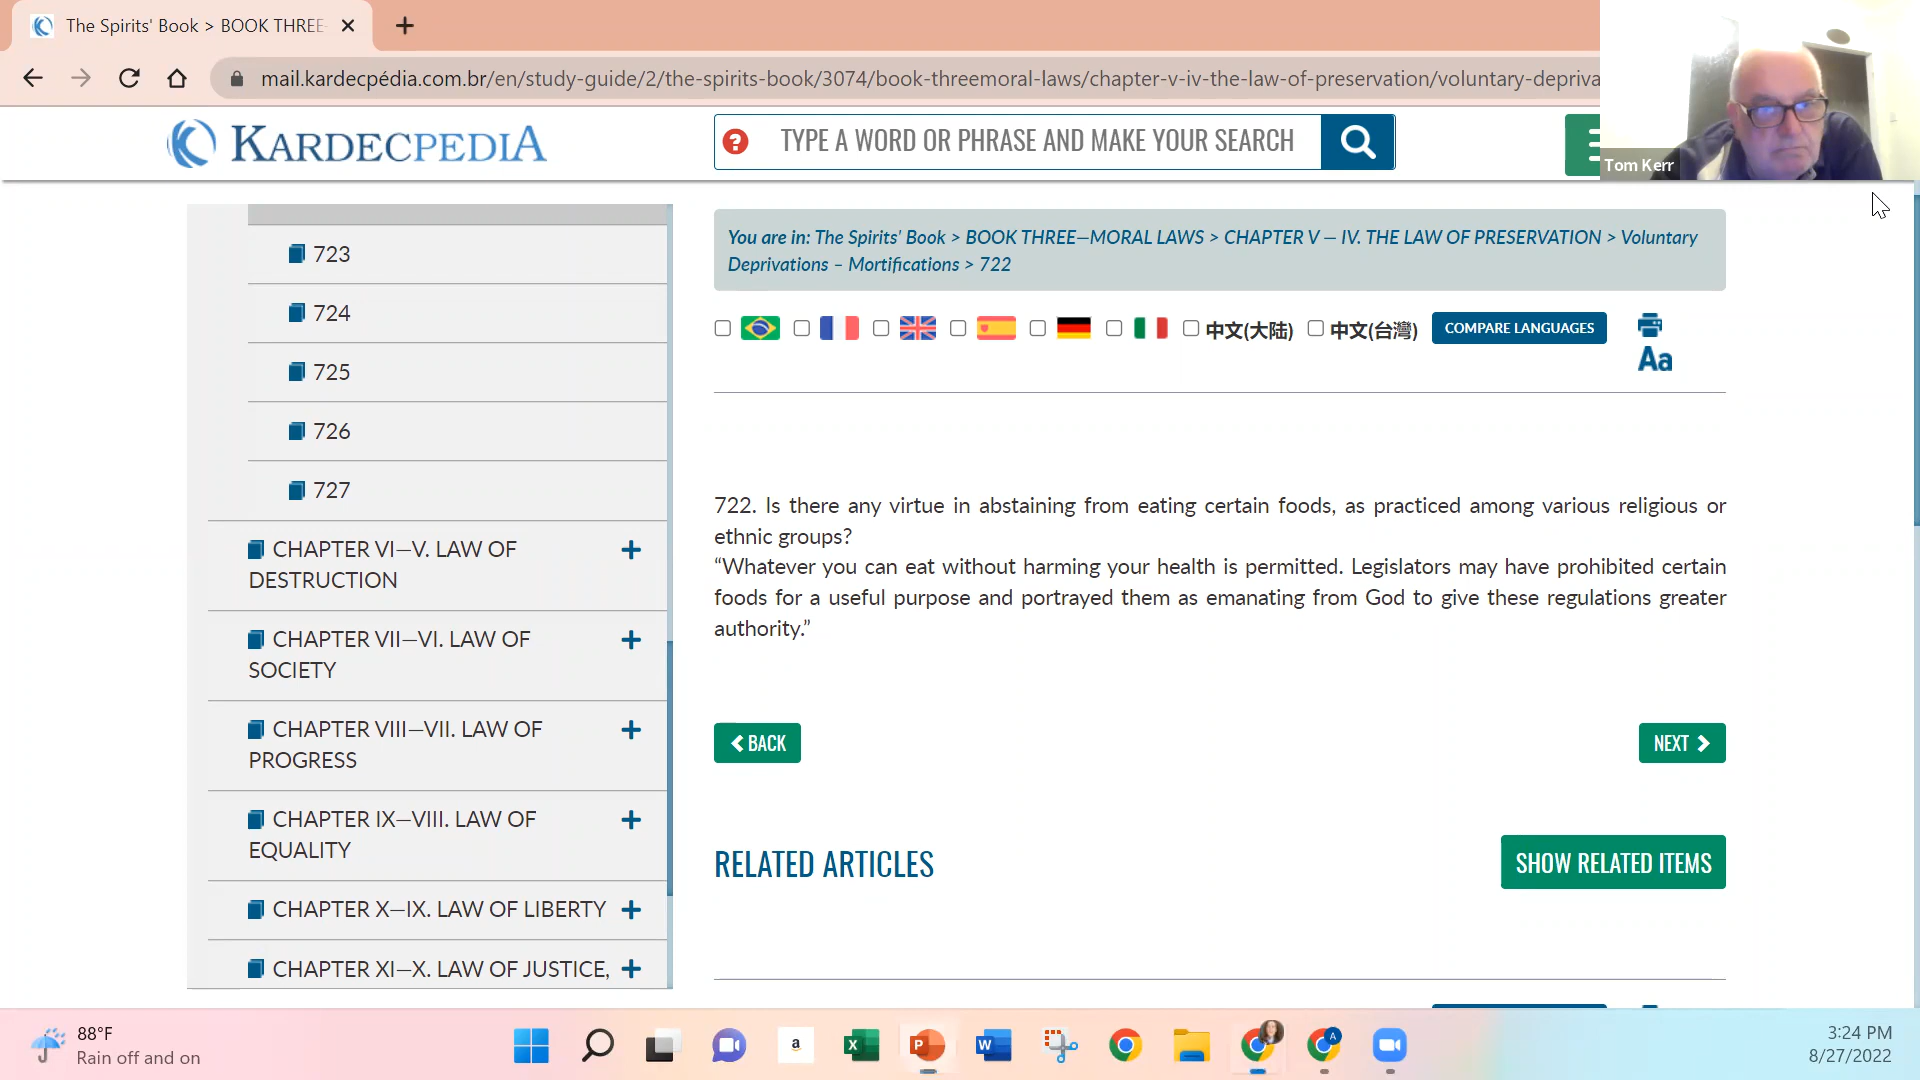 The Spirits' Book > BOOK THREE
mail.kardecpédia.com.br/en/study-guide/2/the-spirits-book/3074/book-threemoral-laws/chapter-v-iv-the-law-of-preservation/voluntary-depriva
KARDECPEDIA
TYPE A WORD OR PHRASE AND MAKE YOUR SEARCH
Tom Kerr
723
724
725
726
727
CHAPTER VI—V. LAW OF
DESTRUCTION
CHAPTER VII—VI. LAW OF
SOCIETY
CHAPTER VIII—VII. LAW OF
PROGRESS
CHAPTER IX—VIII. LAW OF
EQUALITY
CHAPTER X—IX. LAW OF LIBERTY
CHAPTER XI—X. LAW OF JUSTICE,
You are in: The Spirits' Book > BOOK THREE—MORAL LAWS > CHAPTER V — IV. THE LAW OF PRESERVATION > Voluntary
Deprivations – Mortifications > 722
中文(大陆) 中文(台灣) COMPARE LANGUAGES
Aa
722. Is there any virtue in abstaining from eating certain foods, as practiced among various religious or
ethnic groups?
“Whatever you can eat without harming your health is permitted. Legislators may have prohibited certain
foods for a useful purpose and portrayed them as emanating from God to give these regulations greater
authority.”
BACK
NEXT
RELATED ARTICLES
SHOW RELATED ITEMS
88°F
Rain off and on
3:24 PM
8/27/2022